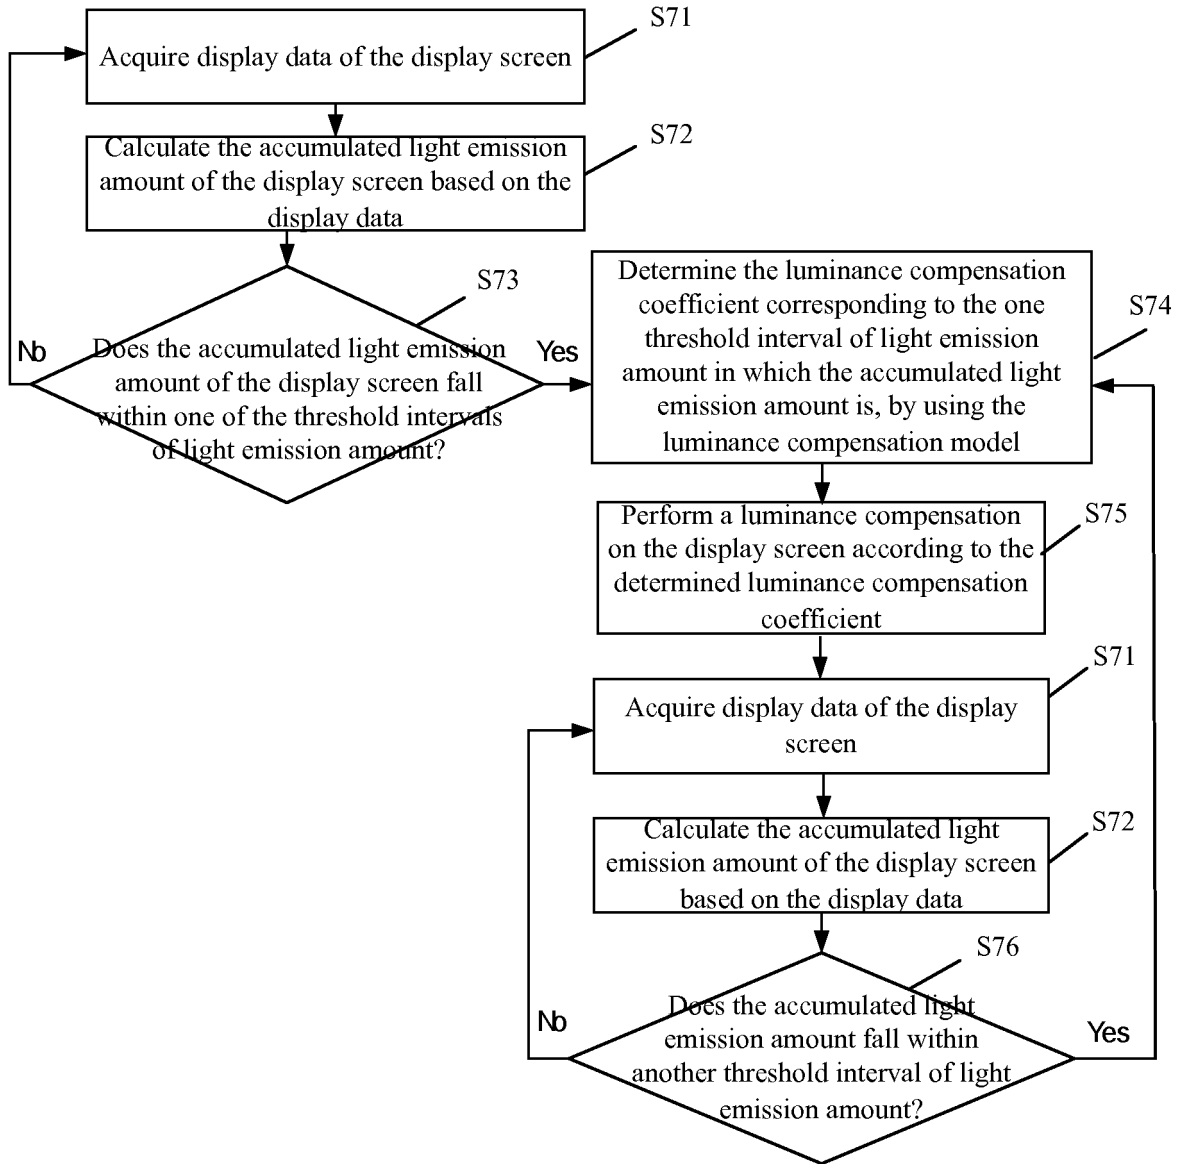 S71
Acquire display data of the display screen
S72
Calculate the accumulated light emission
amount of the display screen based on the
display data
S73
Does the accumulated light emission
amount of the display screen fall
within one of the threshold intervals
of light emission amount?
No
Yes
Determine the luminance compensation
coefficient corresponding to the one
threshold interval of light emission
amount in which the accumulated light
emission amount is, by using the
luminance compensation model
S74
Perform a luminance compensation
on the display screen according to the
determined luminance compensation
coefficient
S75
S71
Acquire display data of the display
screen
S72
Calculate the accumulated light
emission amount of the display screen
based on the display data
S76
Does the accumulated light
emission amount fall within
another threshold interval of light
emission amount?
No
Yes